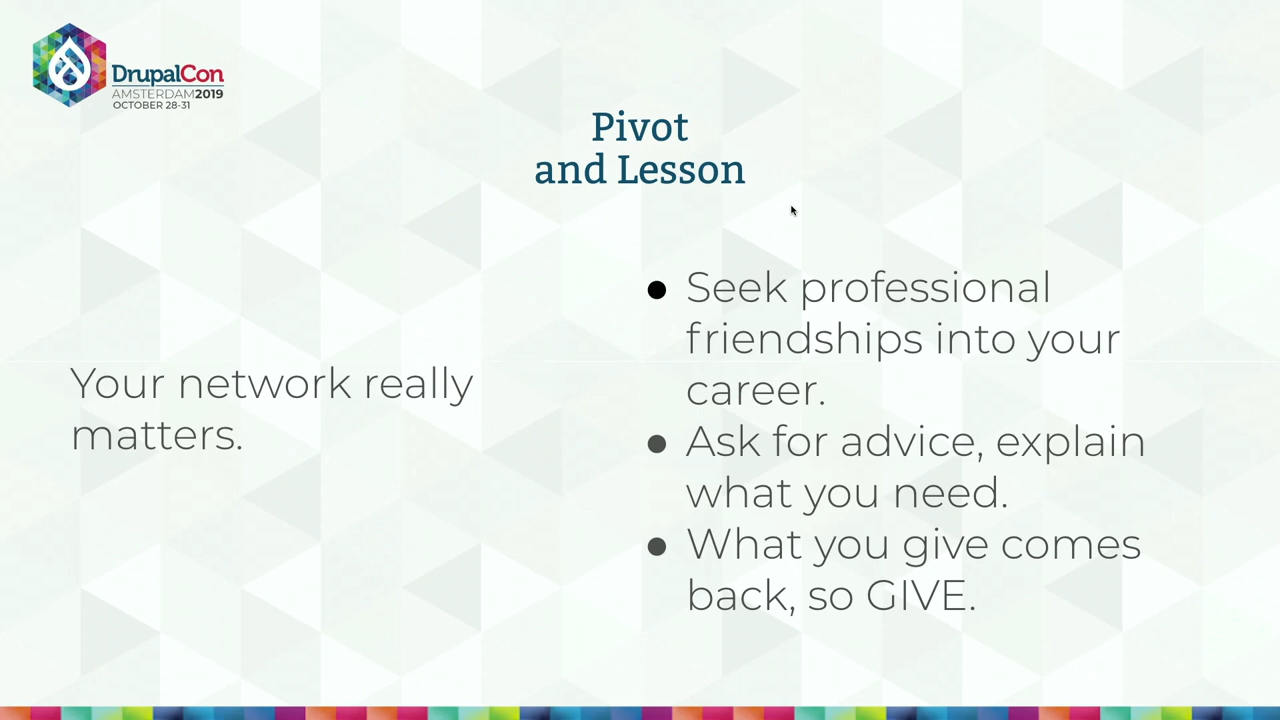 DrupalCon
AMSTERDAM2019
OCTOBER 28-31
Pivot
and Lesson
Your network really
matters.
● Seek professional
friendships into your
career.
● Ask for advice, explain
what you need.
● What you give comes
back, so GIVE.